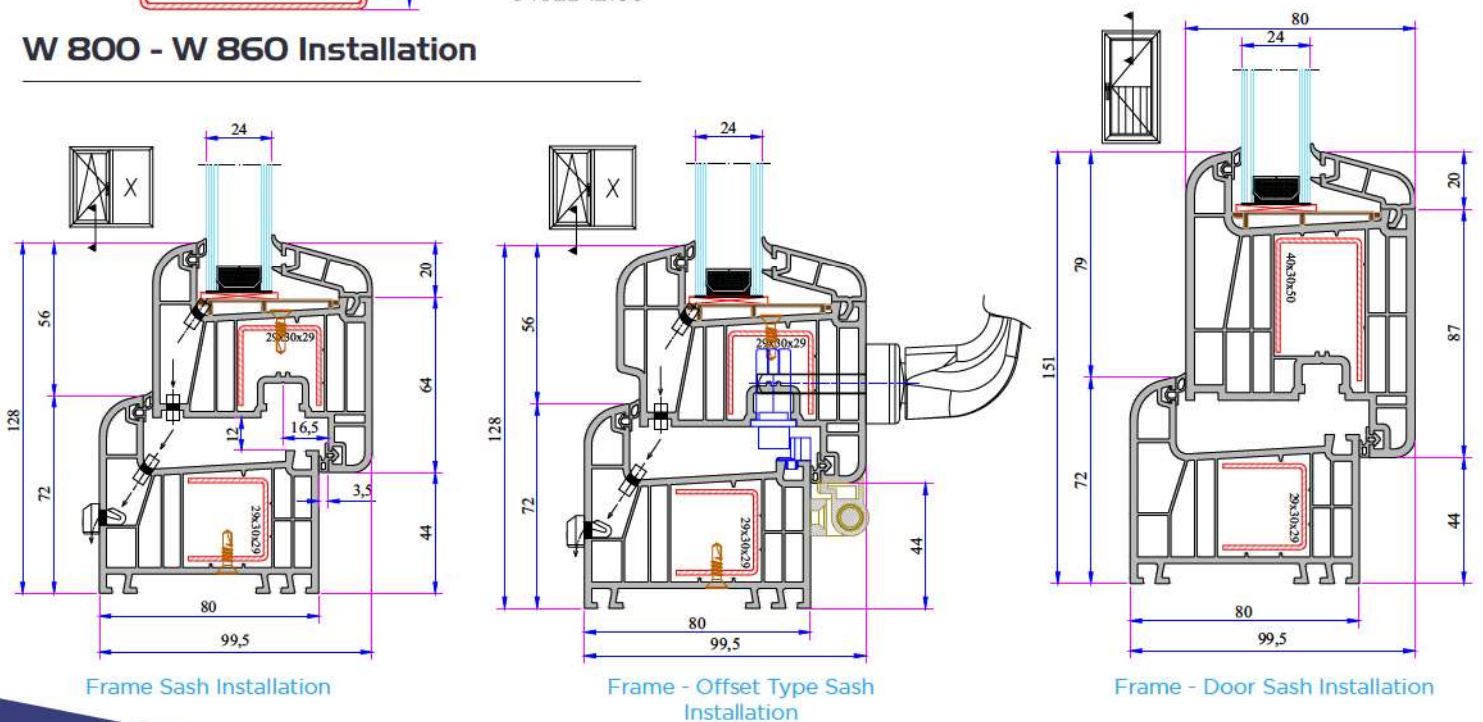 W 800 - W 860 Installation
24
56
128
72
20
64
44
29x30x29
12
16,5
3,5
29x30x29
80
99,5
X
Frame Sash Installation
24
56
128
72
29x30x29
29x30x29
44
80
99,5
X
Frame - Offset Type Sash
Installation
80
24
20
79
151
72
87
44
40x30x50
29x30x29
80
99,5
Frame - Door Sash Installation